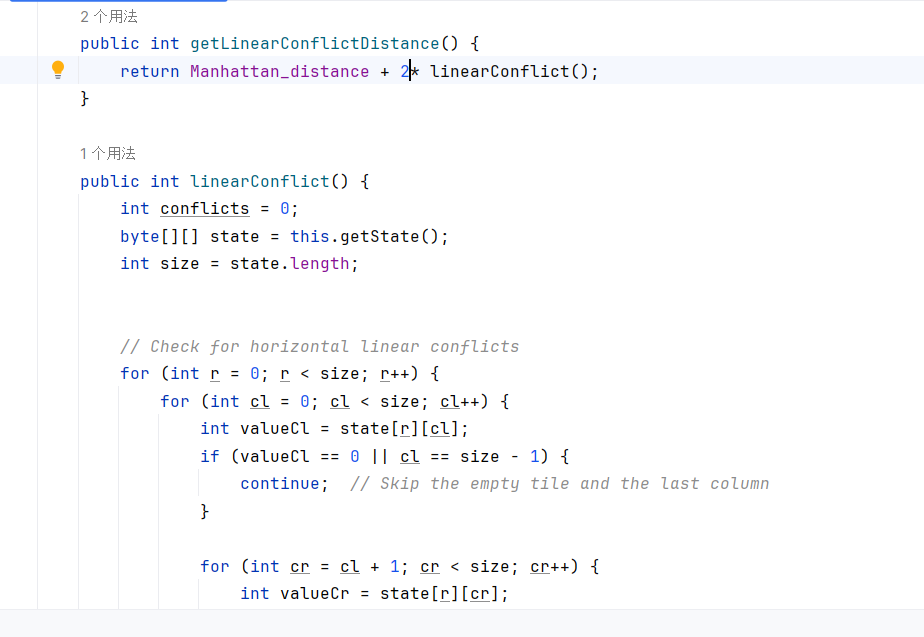 2 个用法
public int getLinearConflictDistance() {
    return Manhattan_distance + 2* linearConflict();
}
1 个用法
public int linearConflict() {
    int conflicts = 0;
    byte[][] state = this.getState();
    int size = state.length;
    // Check for horizontal linear conflicts
    for (int r = 0; r < size; r++) {
        for (int cl = 0; cl < size; cl++) {
            int valueCl = state[r][cl];
            if (valueCl == 0 || cl == size - 1) {
                continue;  // Skip the empty tile and the last column
            }
            for (int cr = cl + 1; cr < size; cr++) {
                int valueCr = state[r][cr];